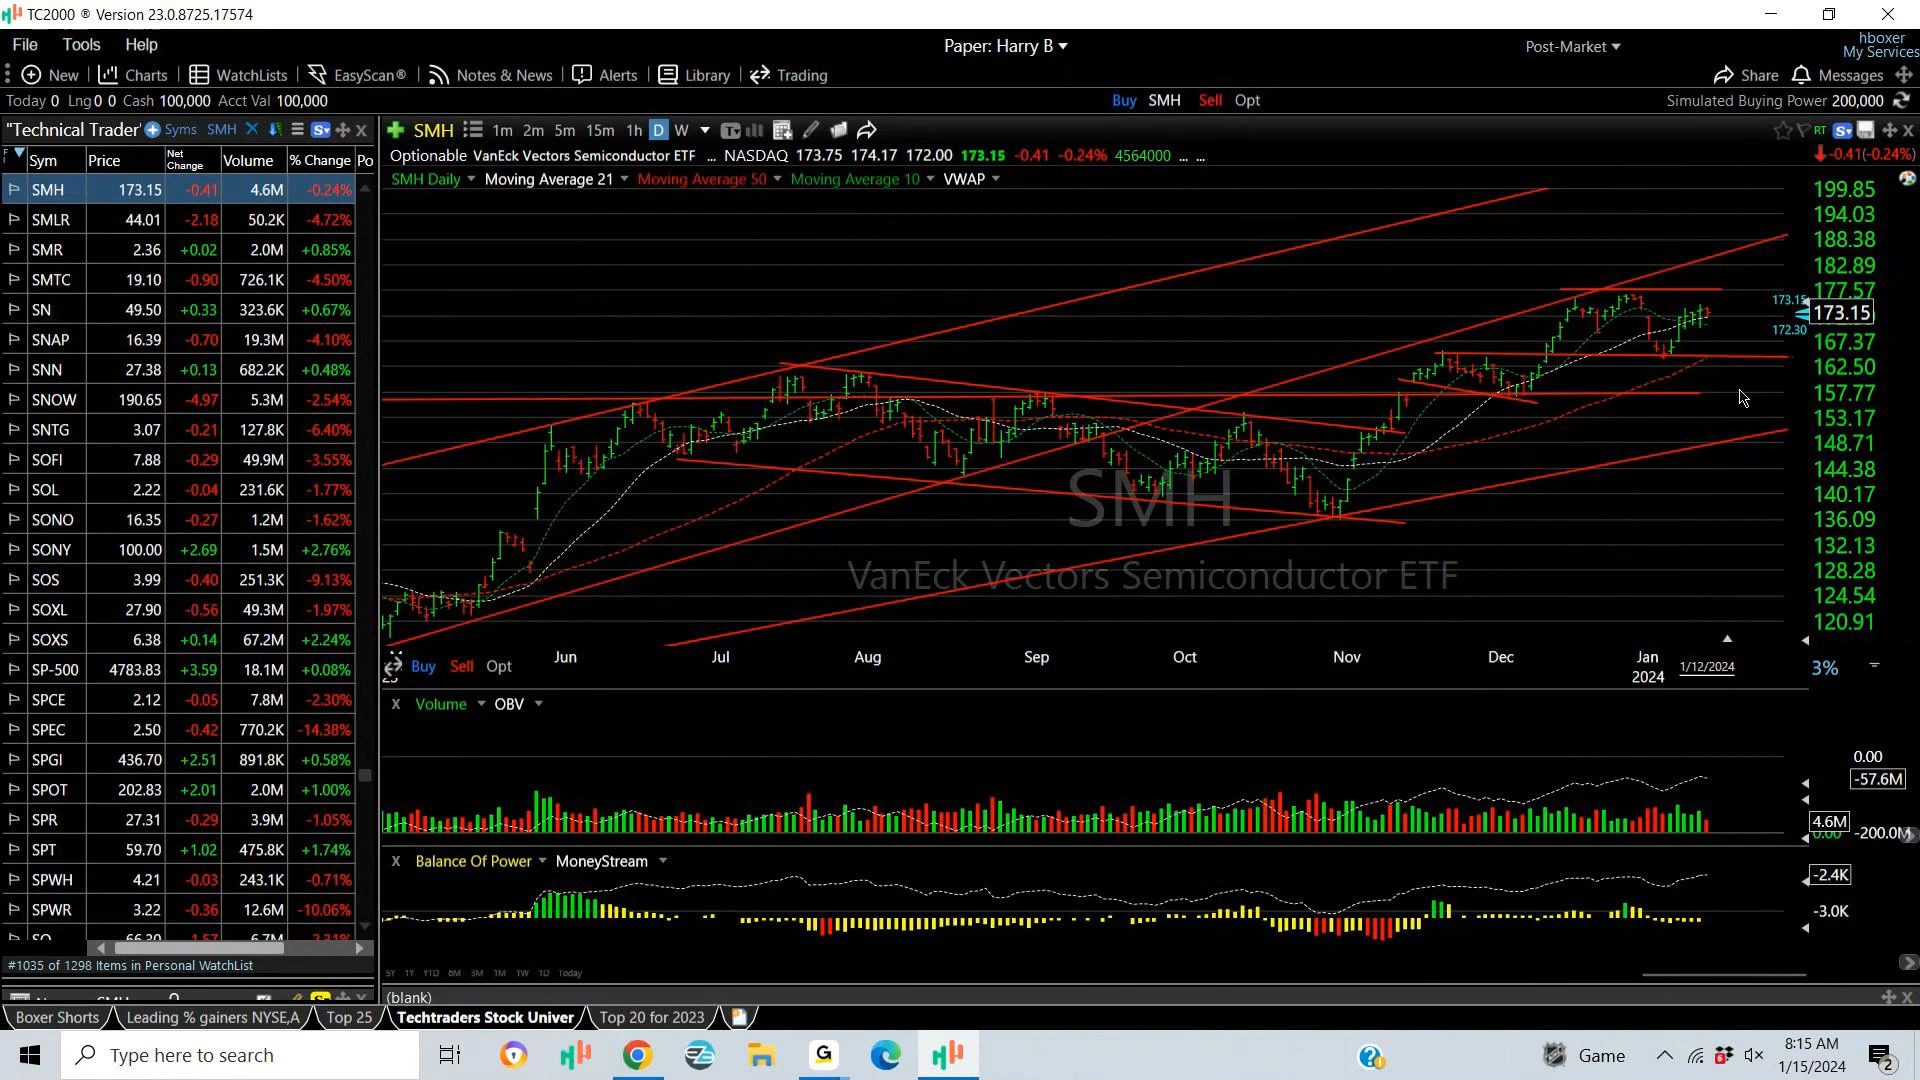 TC2000 ® Version 23.0.8725.17574
File Tools Help
Paper: Harry B
Post-Market
hboxer
My Services
New Charts WatchLists EasyScan® Notes & News Alerts Library Trading
Share Messages
Today 0 Lng 0 0 Cash 100,000 Acct Val 100,000
Buy SMH Sell Opt
Simulated Buying Power 200,000
"Technical Trader' Syms SMH
SMH 1m 2m 5m 15m 1h D W
RT
Optionable VanEck Vectors Semiconductor ETF ... NASDAQ 173.75 174.17 172.00 173.15 -0.41 -0.24% 4564000 ... ...
-0.41(-0.24%)
SMH Daily Moving Average 21 Moving Average 50 Moving Average 10 VWAP
Sym Price Net Change Volume % Change Po
SMH 173.15 -0.41 4.6M -0.24%
SMLR 44.01 -2.18 50.2K -4.72%
SMR 2.36 +0.02 2.0M +0.85%
SMTC 19.10 -0.90 726.1K -4.50%
SN 49.50 +0.33 323.6K +0.67%
SNAP 16.39 -0.70 19.3M -4.10%
SNN 27.38 +0.13 682.2K +0.48%
SNOW 190.65 -4.97 5.3M -2.54%
SNTG 3.07 -0.21 127.8K -6.40%
SOFI 7.88 -0.29 49.9M -3.55%
SOL 2.22 -0.04 231.6K -1.77%
SONO 16.35 -0.27 1.2M -1.62%
SONY 100.00 +2.69 1.5M +2.76%
SOS 3.99 -0.40 251.3K -9.13%
SOXL 27.90 -0.56 49.3M -1.97%
SOXS 6.38 +0.14 67.2M +2.24%
SP-500 4783.83 +3.59 18.1M +0.08%
SPCE 2.12 -0.05 7.8M -2.30%
SPEC 2.50 -0.42 770.2K -14.38%
SPGI 436.70 +2.51 891.8K +0.58%
SPOT 202.83 +2.01 2.0M +1.00%
SPR 27.31 -0.29 3.9M -1.05%
SPT 59.70 +1.02 475.8K +1.74%
SPWH 4.21 -0.03 243.1K -0.71%
SPWR 3.22 -0.36 12.6M -10.06%
#1035 of 1298 Items in Personal WatchList
199.85
194.03
188.38
182.89
177.57
173.15
173.15
172.30
167.37
162.50
157.77
153.17
148.71
144.38
140.17
136.09
132.13
128.28
124.54
120.91
SMH
VanEck Vectors Semiconductor ETF
Jun Jul Aug Sep Oct Nov Dec Jan
2024
1/12/2024
3%
Buy Sell Opt
X Volume OBV
0.00
-57.6M
4.6M
-200.0M
X Balance Of Power MoneyStream
-2.4K
-3.0K
5Y 1Y YTD 6M 3M 1M 1W 1D Today
(blank)
Boxer Shorts Leading % gainers NYSE,A Top 25 Techtraders Stock Univer Top 20 for 2023
Type here to search
Game
8:15 AM
1/15/2024
2